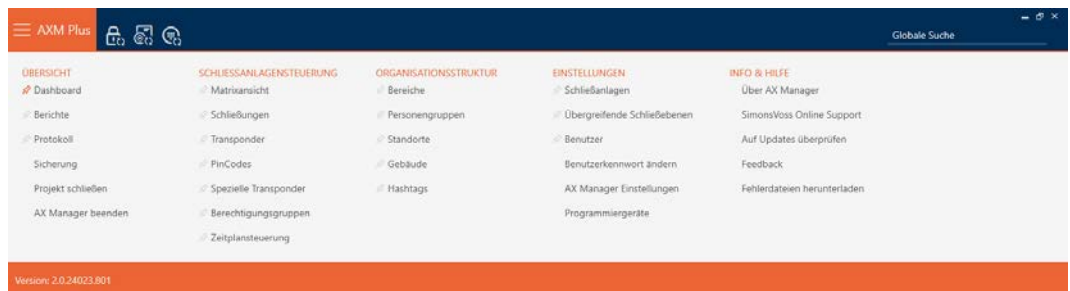 AXM Plus
Globale Suche
ÜBERSICHT
Dashboard
Berichte
Protokoll
Sicherung
Projekt schließen
AX Manager beenden
SCHLIESSANLAGENSTEUERUNG
Matrixansicht
Schließungen
Transponder
PinCodes
Spezielle Transponder
Berechtigungsgruppen
Zeitplansteuerung
ORGANISATIONSSTRUKTUR
Bereiche
Personengruppen
Standorte
Gebäude
Hashtags
EINSTELLUNGEN
Schließanlagen
Übergreifende Schließebenen
Benutzer
Benutzerkennwort ändern
AX Manager Einstellungen
Programmiergeräte
INFO & HILFE
Über AX Manager
SimonsVoss Online Support
Auf Updates überprüfen
Feedback
Fehlerdateien herunterladen
Version: 2.0.24023.801